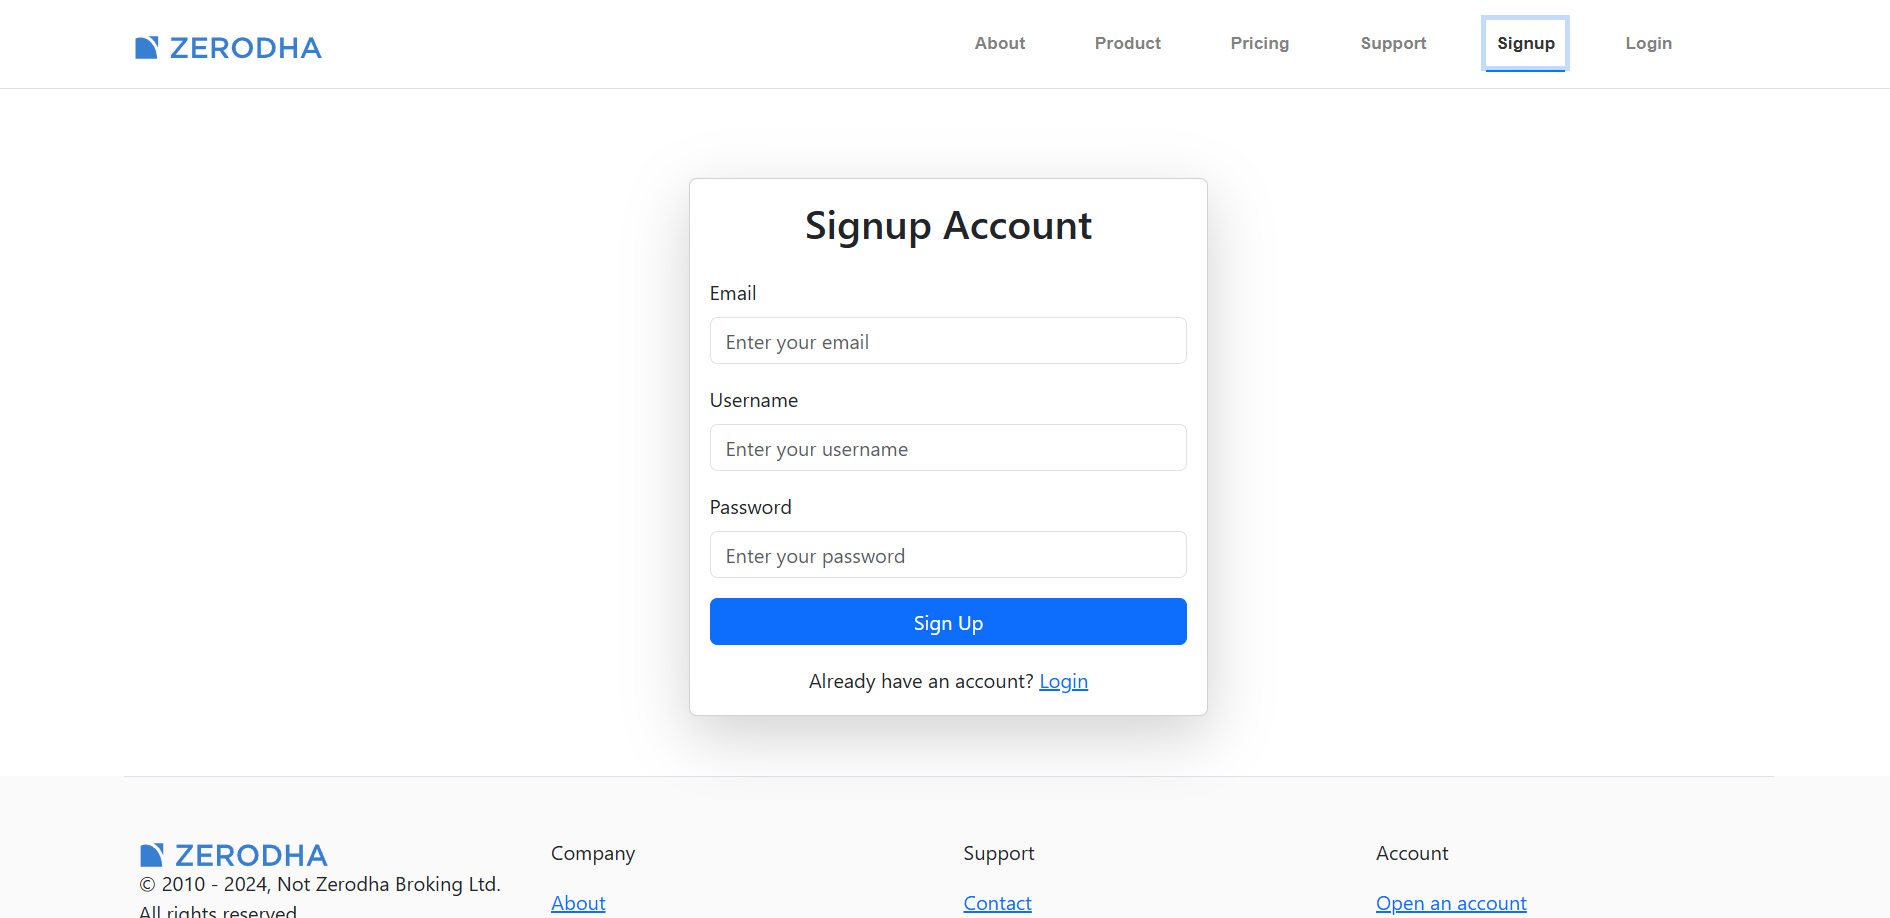 ZERODHA
About Product Pricing Support Signup Login
Signup Account
Email
Enter your email
Username
Enter your username
Password
Enter your password
Sign Up
Already have an account? Login
ZERODHA
© 2010 - 2024, Not Zerodha Broking Ltd.
All rights reserved
Company
About
Support
Contact
Account
Open an account